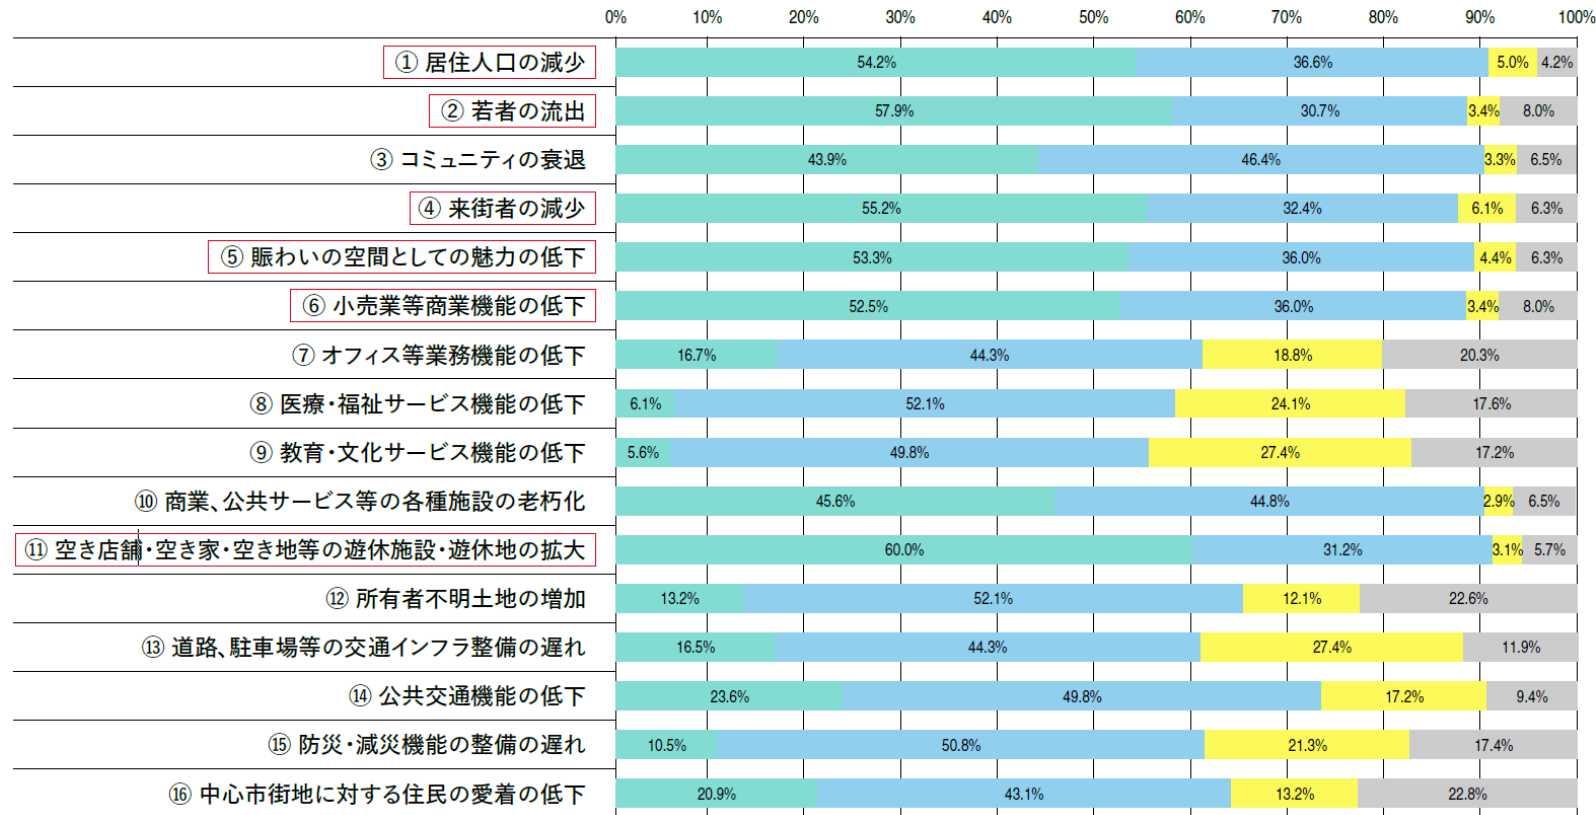 0% 10% 20% 30% 40% 50% 60% 70% 80% 90% 100%
① 居住人口の減少 54.2% 36.6% 5.0% 4.2%
② 若者の流出 57.9% 30.7% 3.4% 8.0%
③ コミュニティの衰退 43.9% 46.4% 3.3% 6.5%
④ 来街者の減少 55.2% 32.4% 6.1% 6.3%
⑤ 賑わいの空間としての魅力の低下 53.3% 36.0% 4.4% 6.3%
⑥ 小売業等商業機能の低下 52.5% 36.0% 3.4% 8.0%
⑦ オフィス等業務機能の低下 16.7% 44.3% 18.8% 20.3%
⑧ 医療・福祉サービス機能の低下 6.1% 52.1% 24.1% 17.6%
⑨ 教育・文化サービス機能の低下 5.6% 49.8% 27.4% 17.2%
⑩ 商業、公共サービス等の各種施設の老朽化 45.6% 44.8% 2.9% 6.5%
⑪ 空き店舗・空き家・空き地等の遊休施設・遊休地の拡大 60.0% 31.2% 3.1% 5.7%
⑫ 所有者不明土地の増加 13.2% 52.1% 12.1% 22.6%
⑬ 道路、駐車場等の交通インフラ整備の遅れ 16.5% 44.3% 27.4% 11.9%
⑭ 公共交通機能の低下 23.6% 49.8% 17.2% 9.4%
⑮ 防災・減災機能の整備の遅れ 10.5% 50.8% 21.3% 17.4%
⑯ 中心市街地に対する住民の愛着の低下 20.9% 43.1% 13.2% 22.8%